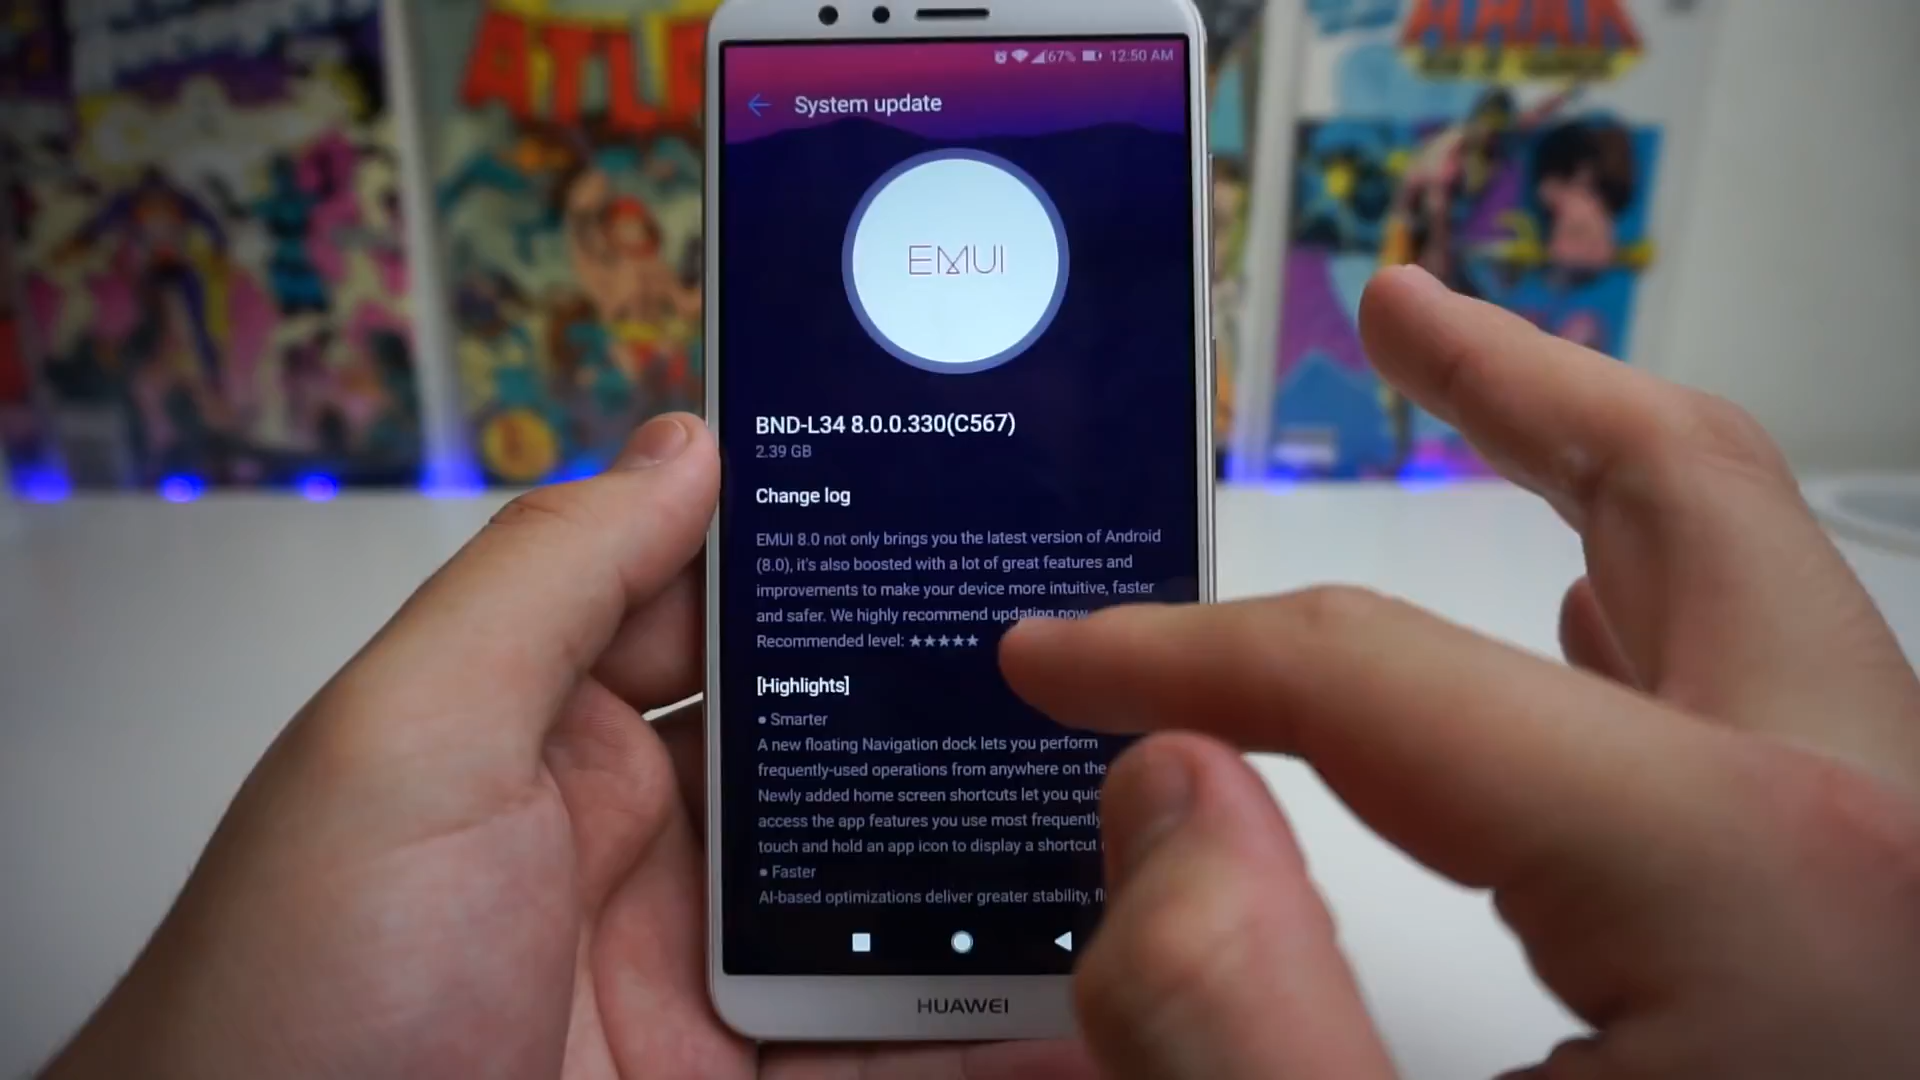 67% 12:50 AM
System update
EMUI
BND-L34 8.0.0.330(C567)
2.39 GB
Change log
EMUI 8.0 not only brings you the latest version of Android
(8.0), it's also boosted with a lot of great features and
improvements to make your device more intuitive, faster
and safer. We highly recommend updating now
Recommended level: ★★★★★
[Highlights]
● Smarter
A new floating Navigation dock lets you perform
frequently-used operations from anywhere on the
Newly added home screen shortcuts let you
access the app features you use most frequently
touch and hold an app icon to display a shortcut
● Faster
AI-based optimizations deliver greater stability,
HUAWEI